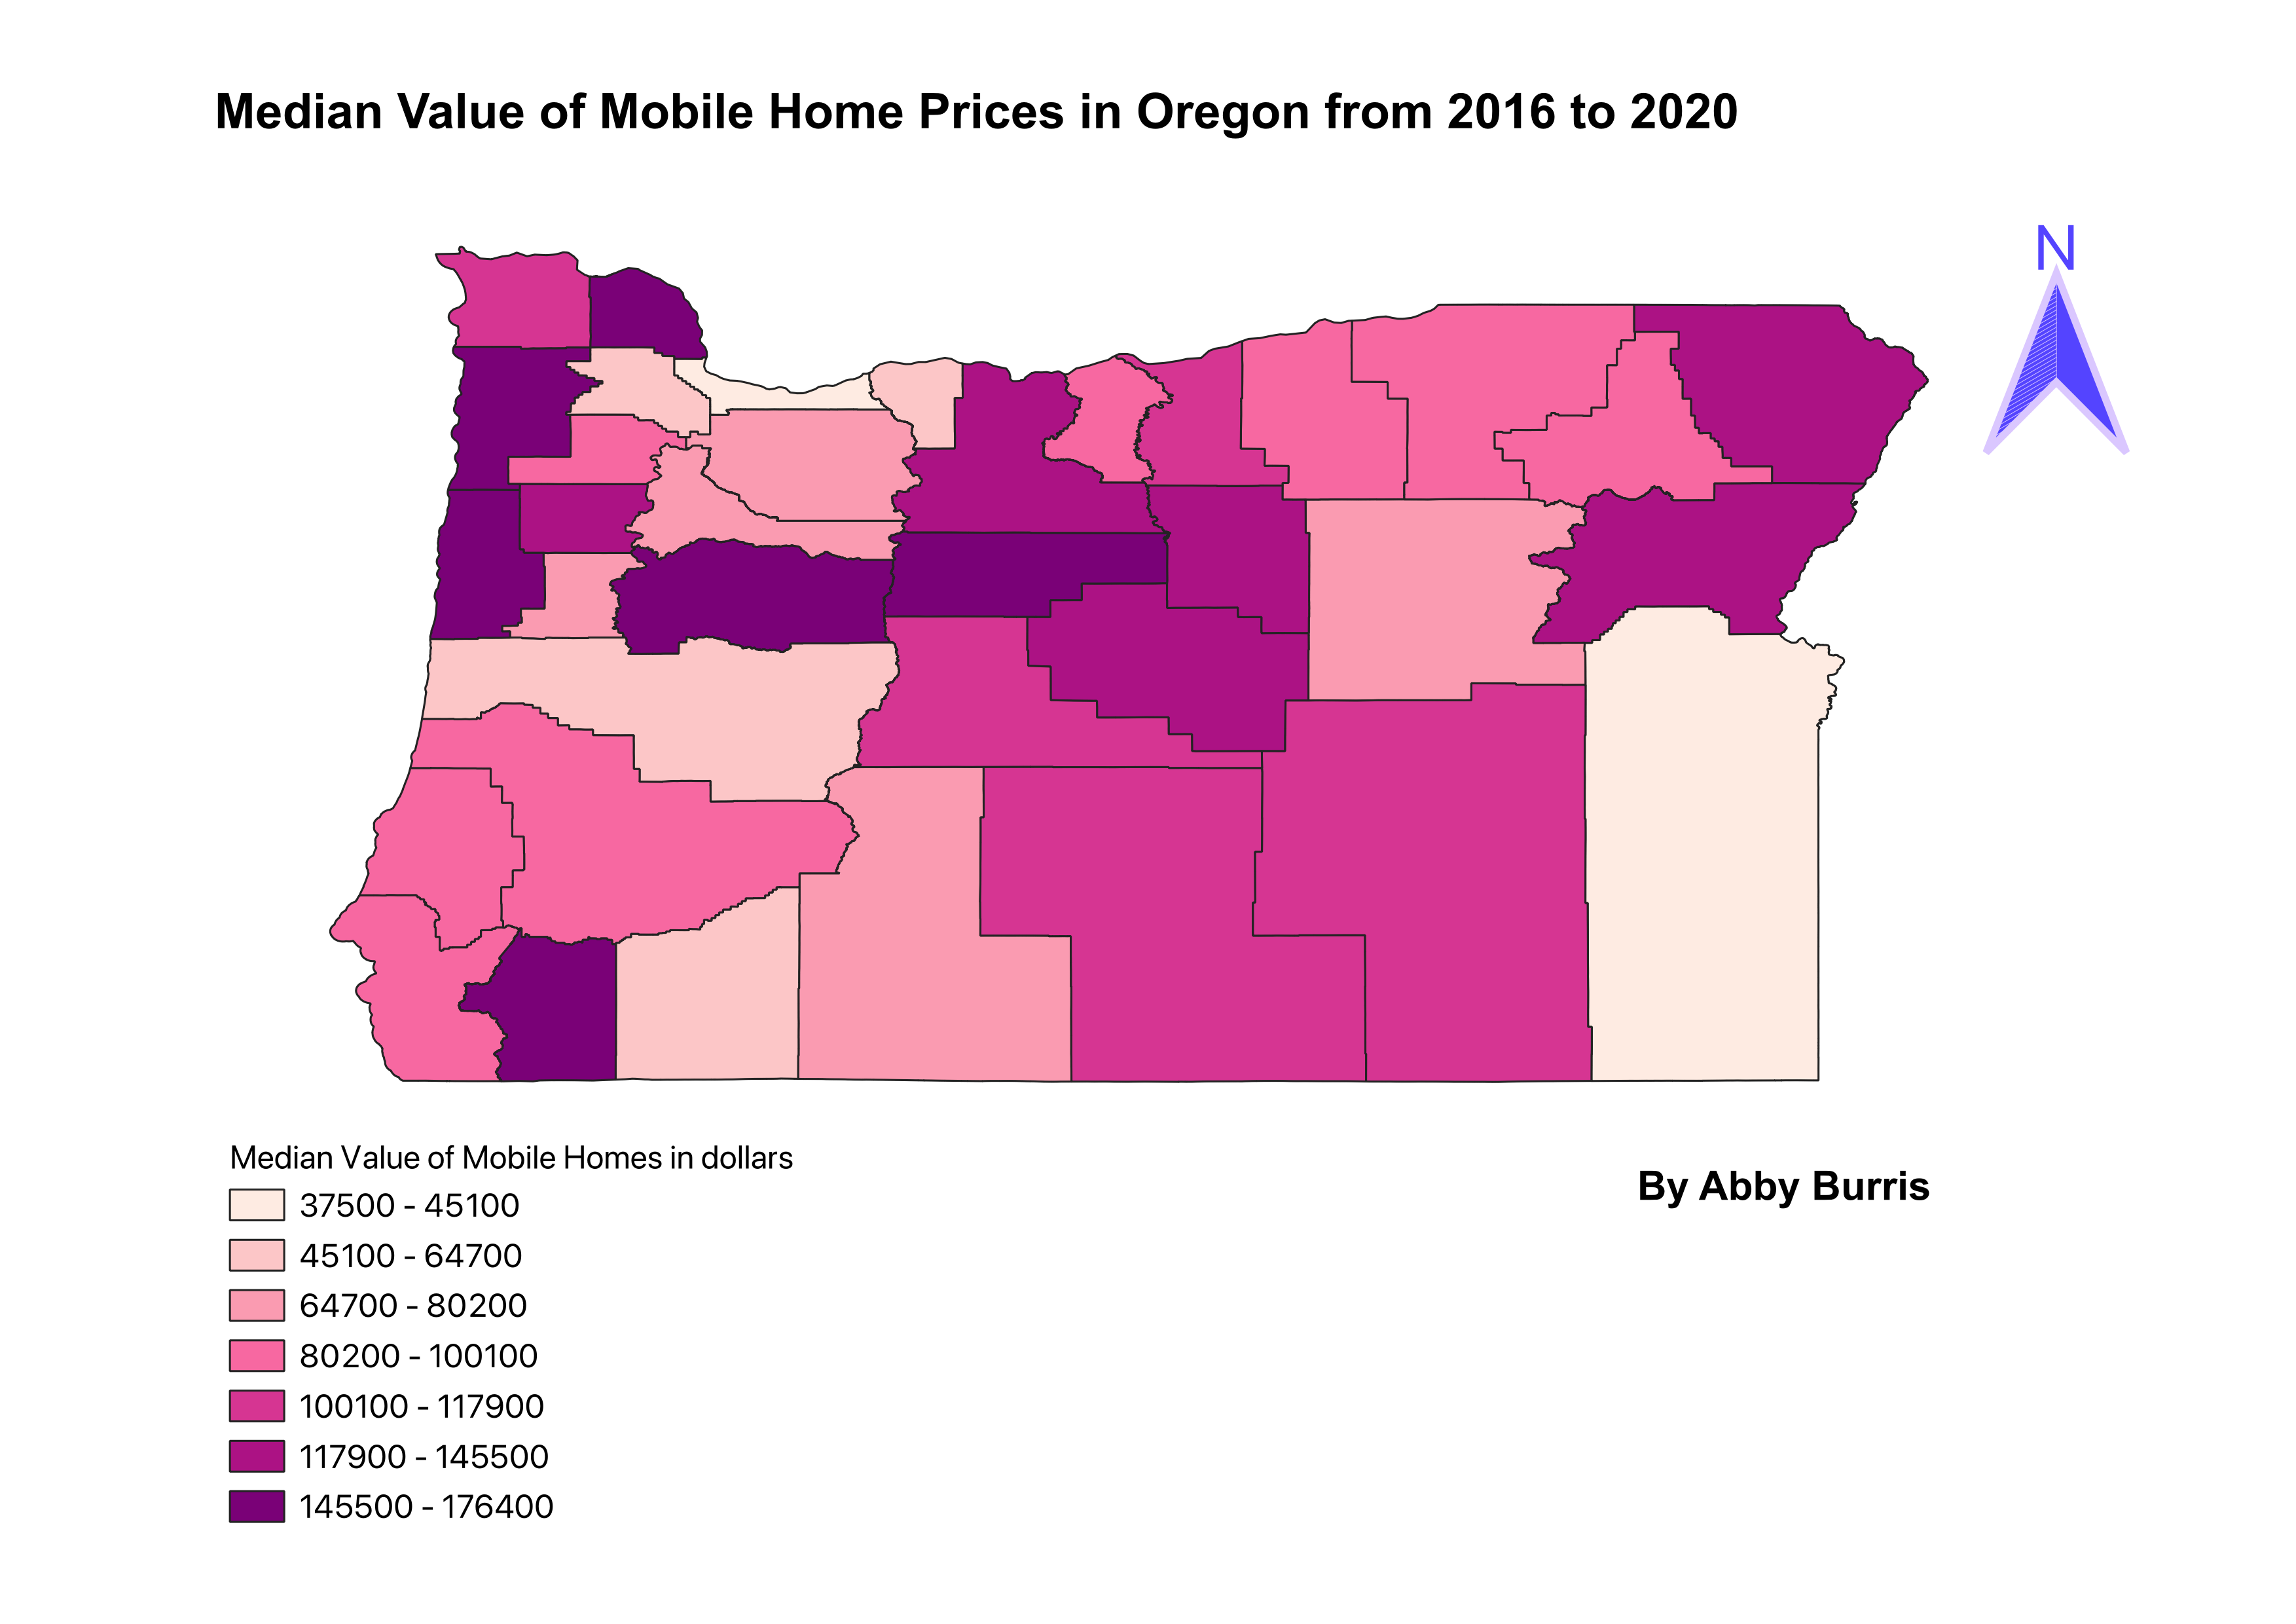 Median Value of Mobile Home Prices in Oregon from 2016 to 2020
N
Median Value of Mobile Homes in dollars
37500 - 45100
45100 - 64700
64700 - 80200
80200 - 100100
100100 - 117900
117900 - 145500
145500 - 176400
By Abby Burris